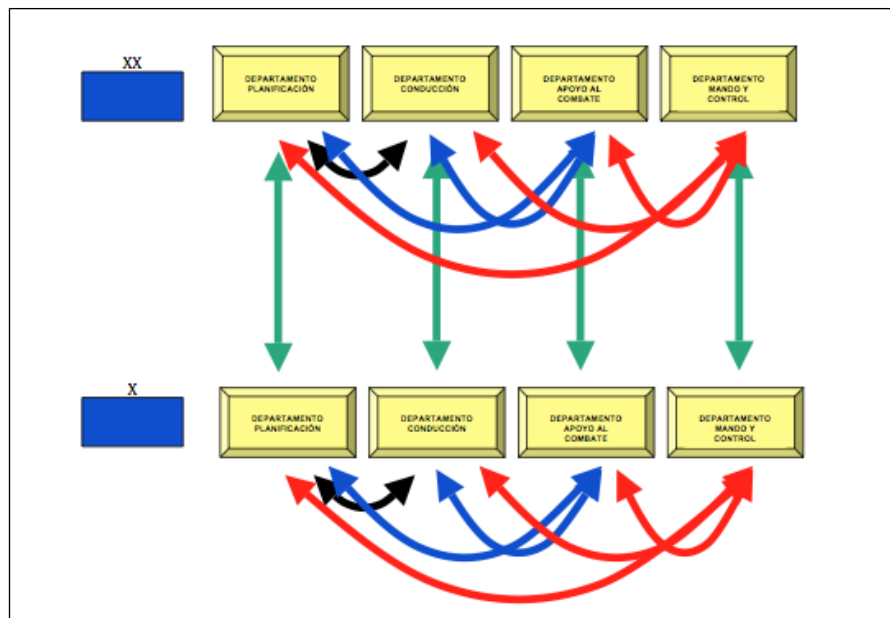 XX
DEPARTAMENTO
PLANIFICACIÓN
DEPARTAMENTO
CONDUCCIÓN
DEPARTAMENTO
APOYO AL
COMBATE
DEPARTAMENTO
MANDO Y
CONTROL
X
DEPARTAMENTO
PLANIFICACIÓN
DEPARTAMENTO
CONDUCCIÓN
DEPARTAMENTO
APOYO AL
COMBATE
DEPARTAMENTO
MANDO Y
CONTROL